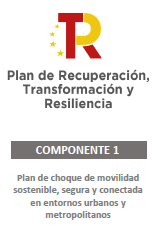 Plan de Recuperación,
Transformación y
Resiliencia
COMPONENTE 1
Plan de choque de movilidad
sostenible, segura y conectada
en entornos urbanos y
metropolitanos